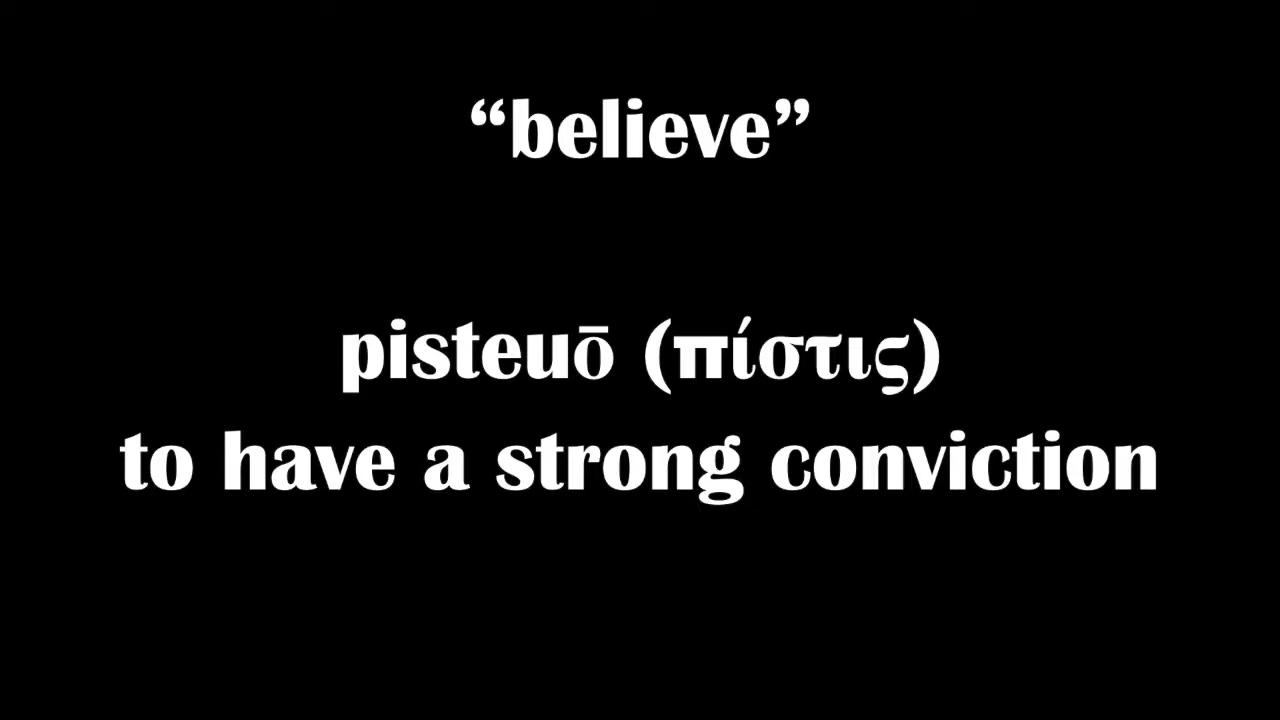 “believe”
pisteuō (πίστις)
to have a strong conviction